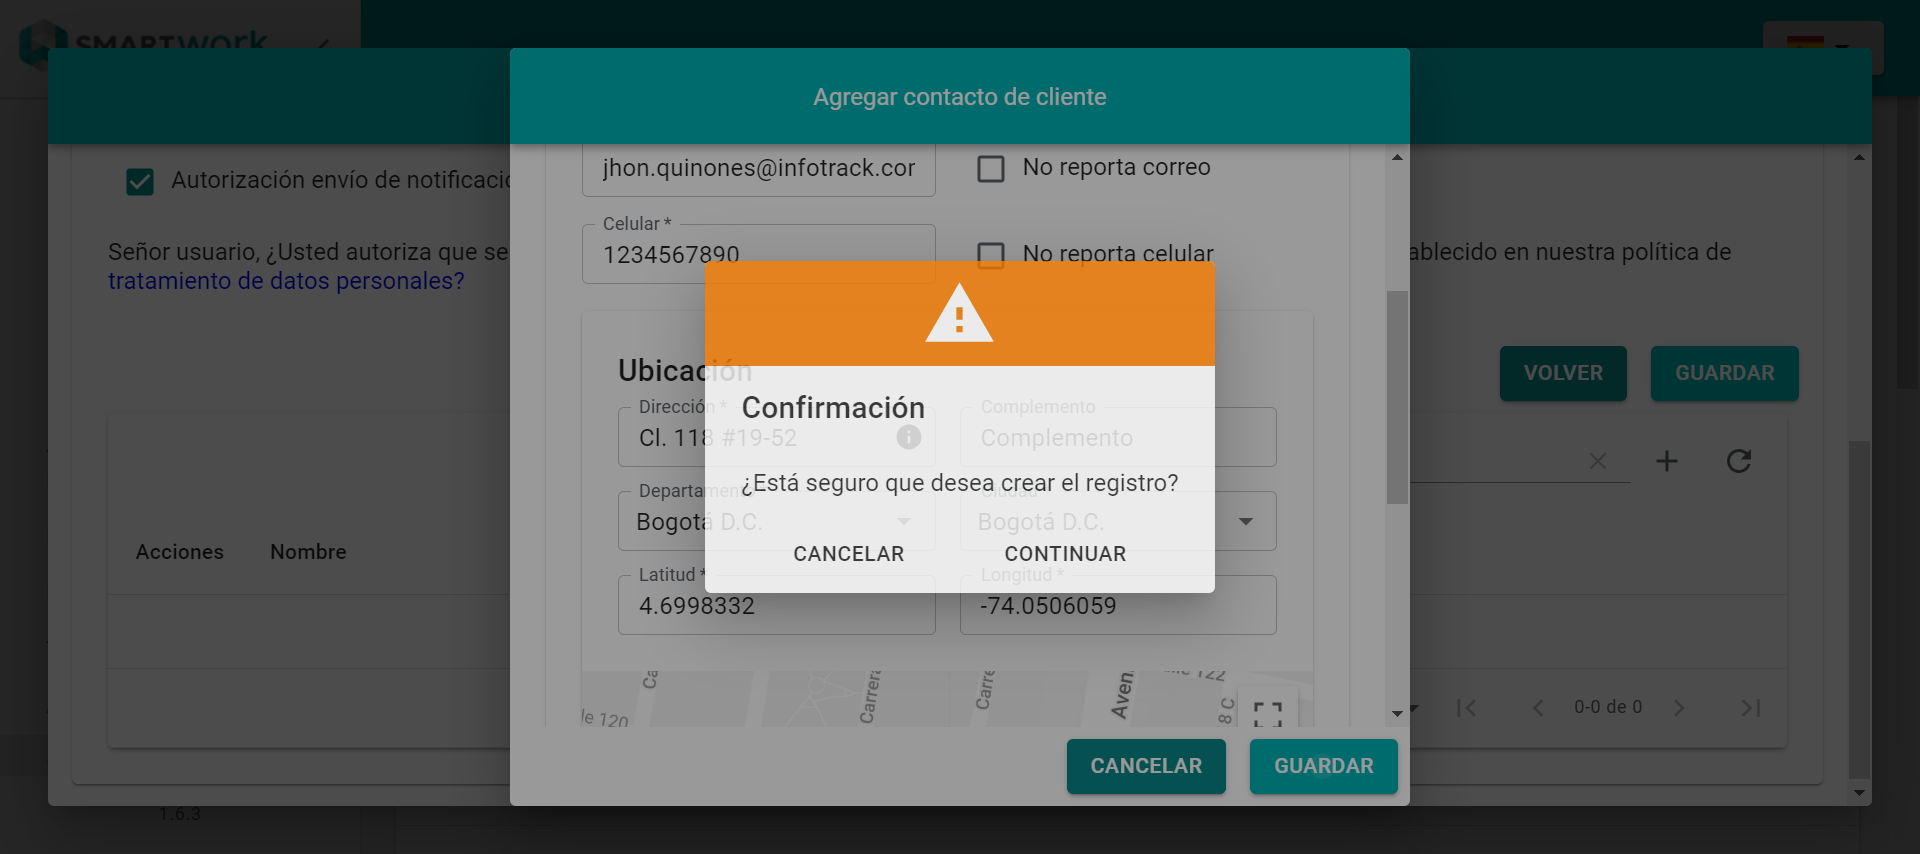 SMARTWORK
Agregar contacto de cliente
jhon.quinones@infotrack.cor
No reporta correo
Autorización envío de notificacio
Celular *
1234567890
No reporta celular
Señor usuario, ¿Usted autoriza que se
ablecido en nuestra política de
tratamiento de datos personales?
Ubicación
VOLVER
GUARDAR
Dirección *
Complemento
Confirmación
Cl. 118 #19-52
Complemento
¿Está seguro que desea crear el registro?
Departamento
Ciudad
Bogotá D.C.
Bogotá D.C.
Acciones
Nombre
CANCELAR
CONTINUAR
Latitud *
Longitud *
4.6998332
-74.0506059
Ca
Carrera
Carre
Aven
122
8 C
le 120
0-0 de 0
CANCELAR
GUARDAR
1.6.3